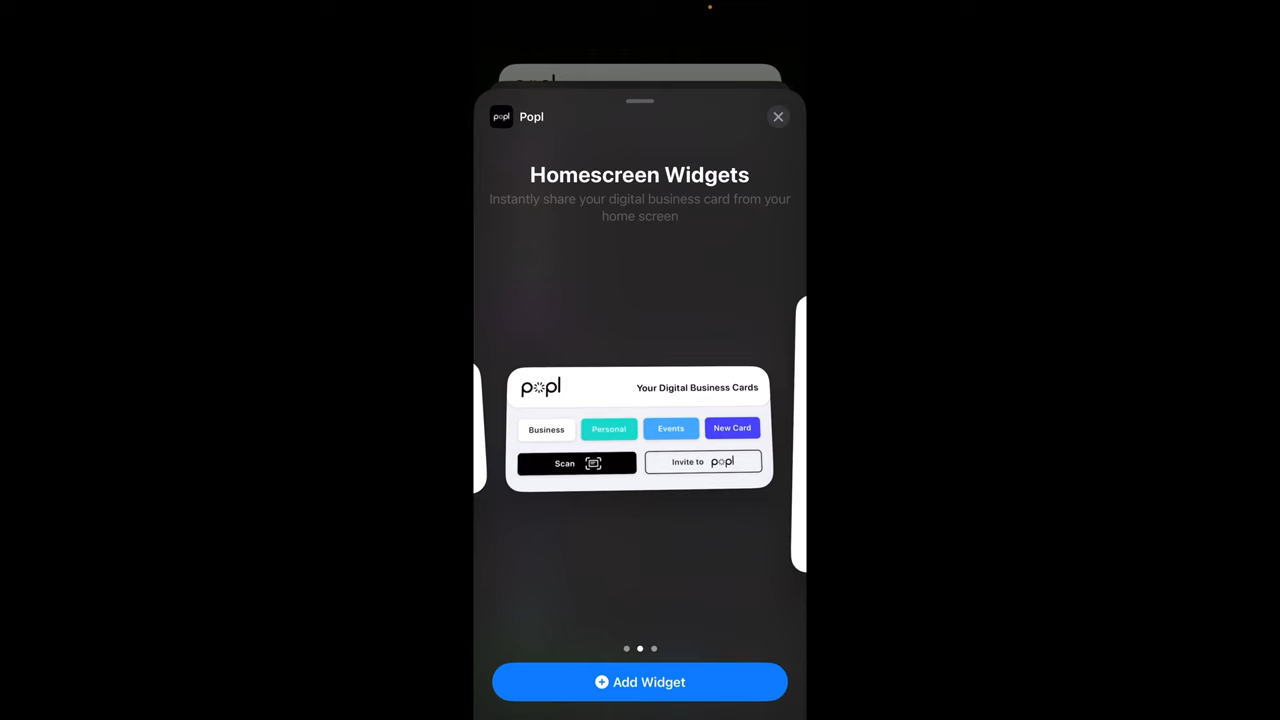 popl Popl
Homescreen Widgets
Instantly share your digital business card from your
home screen
popl Your Digital Business Cards
Business Personal Events New Card
Scan Invite to popl
Add Widget